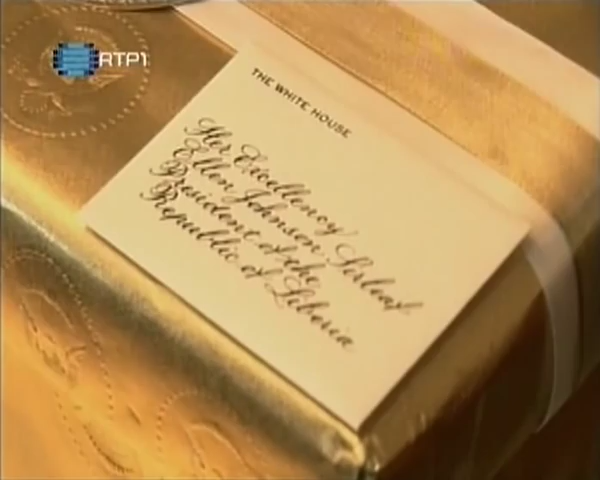 RTP1
THE WHITE HOUSE
Her Excellency
Ellen Johnson Sirleaf
President of the
Republic of Liberia